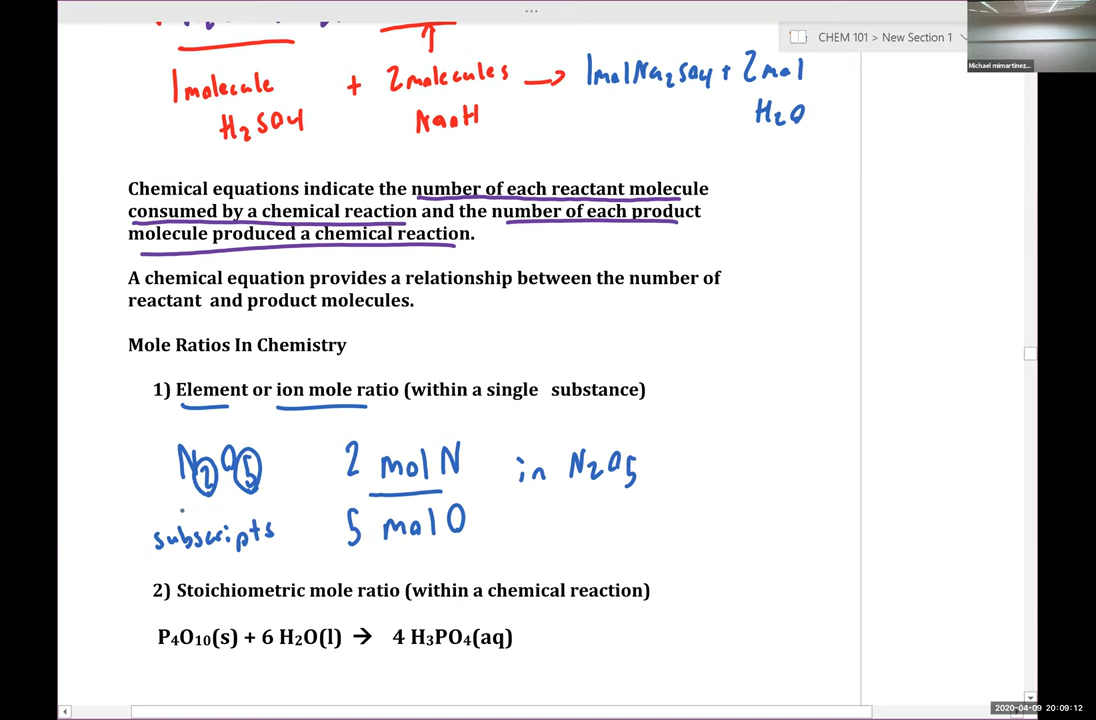 CHEM 101 > New Section 1
Michael mimartinez...
1 molecule + 2 molecules → 1 mol Na2SO4 + 2 mol
H2SO4 NaOH H2O
Chemical equations indicate the number of each reactant molecule
consumed by a chemical reaction and the number of each product
molecule produced a chemical reaction.
A chemical equation provides a relationship between the number of
reactant and product molecules.
Mole Ratios In Chemistry
1) Element or ion mole ratio (within a single substance)
N2O5 2 mol N in N2O5
subscripts 5 mol O
2) Stoichiometric mole ratio (within a chemical reaction)
P4O10(s) + 6 H2O(l) → 4 H3PO4(aq)
2020-04-09 20:09:12